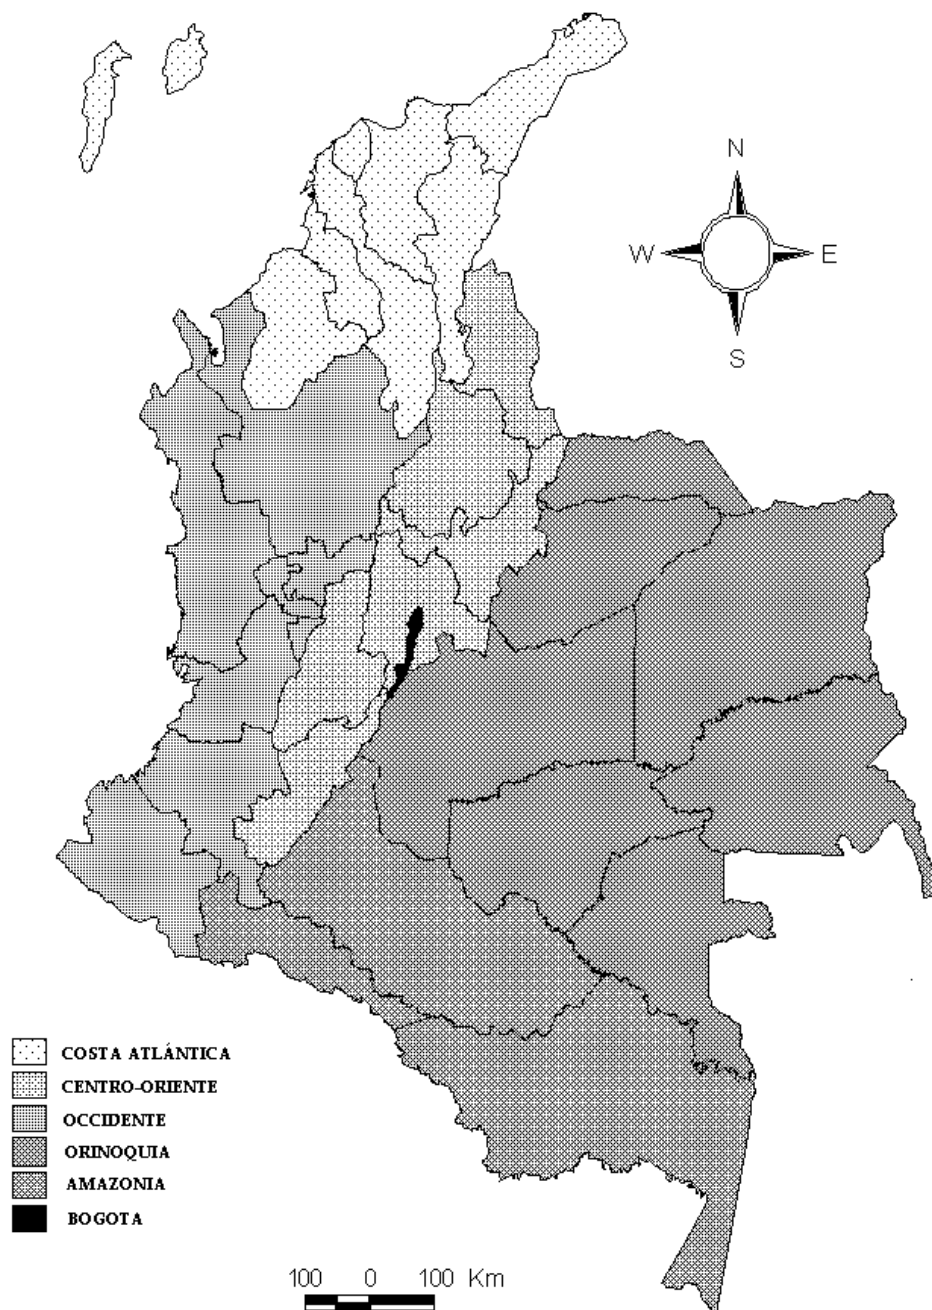 N
W E
S
COSTA ATLÁNTICA
CENTRO-ORIENTE
OCCIDENTE
ORINOQUIA
AMAZONIA
BOGOTA
100 0 100 Km